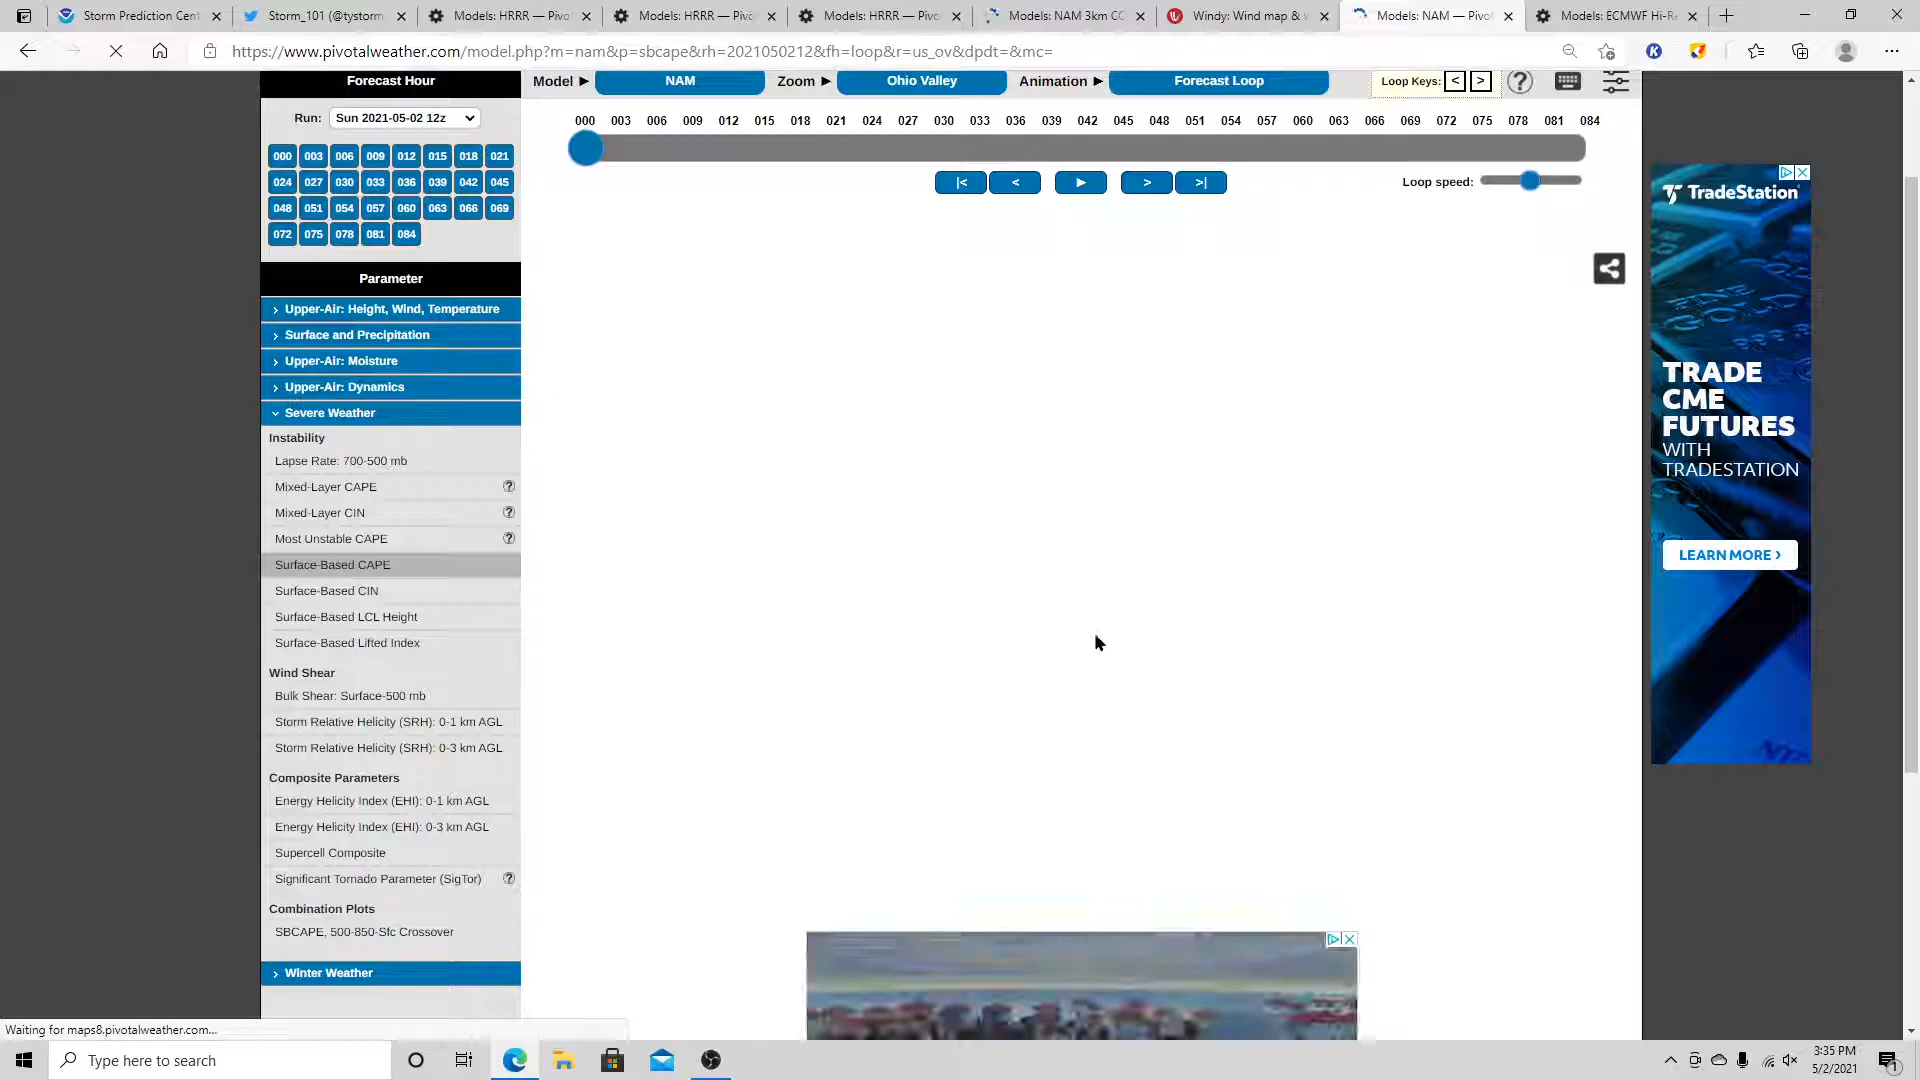 Storm Prediction Cen
Storm_101 (@tystorm
Models: HRRR — Pivo
Models: HRRR — Pivo
Models: HRRR — Pivo
Models: NAM 3km CO
Windy: Wind map & w
Models: NAM — Pivot
Models: ECMWF Hi-Re
https://www.pivotalweather.com/model.php?m=nam&p=sbcape&rh=2021050212&fh=loop&r=us_ov&dpdt=&mc=
Forecast Hour
Model ▶ NAM Zoom ▶ Ohio Valley Animation ▶ Forecast Loop Loop Keys: < > ?
Run: Sun 2021-05-02 12z
000 003 006 009 012 015 018 021 024 027 030 033 036 039 042 045 048 051 054 057 060 063 066 069 072 075 078 081 084
000 003 006 009 012 015 018 021
024 027 030 033 036 039 042 045
048 051 054 057 060 063 066 069
072 075 078 081 084
|< < ▶ > >| Loop speed:
Parameter
Upper-Air: Height, Wind, Temperature
Surface and Precipitation
Upper-Air: Moisture
Upper-Air: Dynamics
Severe Weather
Instability
Lapse Rate: 700-500 mb
Mixed-Layer CAPE ?
Mixed-Layer CIN ?
Most Unstable CAPE ?
Surface-Based CAPE
Surface-Based CIN
Surface-Based LCL Height
Surface-Based Lifted Index
Wind Shear
Bulk Shear: Surface-500 mb
Storm Relative Helicity (SRH): 0-1 km AGL
Storm Relative Helicity (SRH): 0-3 km AGL
Composite Parameters
Energy Helicity Index (EHI): 0-1 km AGL
Energy Helicity Index (EHI): 0-3 km AGL
Supercell Composite
Significant Tornado Parameter (SigTor) ?
Combination Plots
SBCAPE, 500-850-Sfc Crossover
Winter Weather
TradeStation
TRADE
CME
FUTURES
WITH
TRADESTATION
LEARN MORE >
Waiting for maps8.pivotalweather.com...
Type here to search
3:35 PM
5/2/2021
1